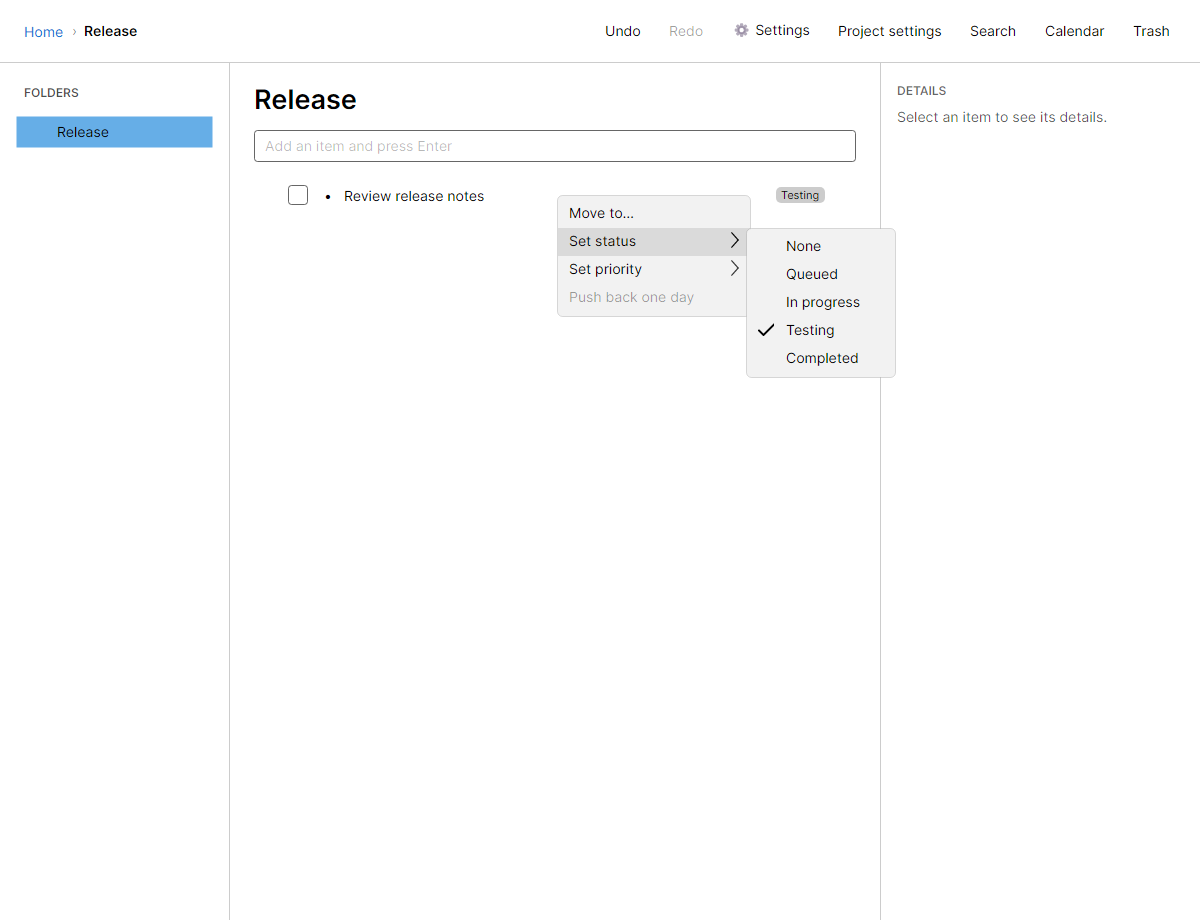 Home › Release
Undo Redo Settings Project settings Search Calendar Trash
FOLDERS
Release
Release
Add an item and press Enter
• Review release notes
Testing
Move to...
Set status
Set priority
Push back one day
None
Queued
In progress
Testing
Completed
DETAILS
Select an item to see its details.